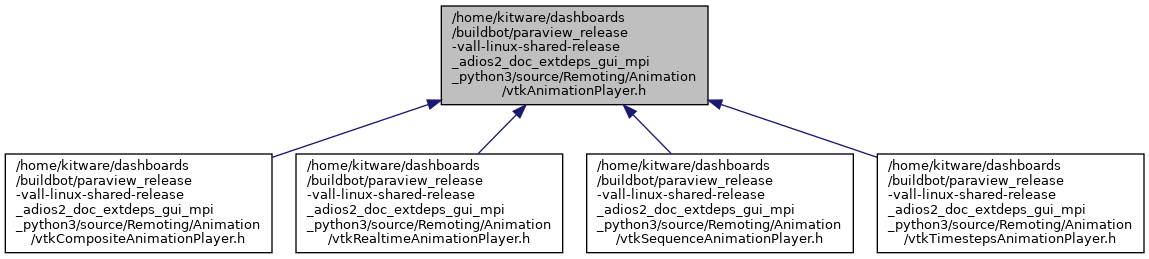 /home/kitware/dashboards
/buildbot/paraview_release
-vall-linux-shared-release
_adios2_doc_extdeps_gui_mpi
_python3/source/Remoting/Animation
/vtkAnimationPlayer.h
/home/kitware/dashboards
/buildbot/paraview_release
-vall-linux-shared-release
_adios2_doc_extdeps_gui_mpi
_python3/source/Remoting/Animation
/vtkCompositeAnimationPlayer.h
/home/kitware/dashboards
/buildbot/paraview_release
-vall-linux-shared-release
_adios2_doc_extdeps_gui_mpi
_python3/source/Remoting/Animation
/vtkRealtimeAnimationPlayer.h
/home/kitware/dashboards
/buildbot/paraview_release
-vall-linux-shared-release
_adios2_doc_extdeps_gui_mpi
_python3/source/Remoting/Animation
/vtkSequenceAnimationPlayer.h
/home/kitware/dashboards
/buildbot/paraview_release
-vall-linux-shared-release
_adios2_doc_extdeps_gui_mpi
_python3/source/Remoting/Animation
/vtkTimestepsAnimationPlayer.h